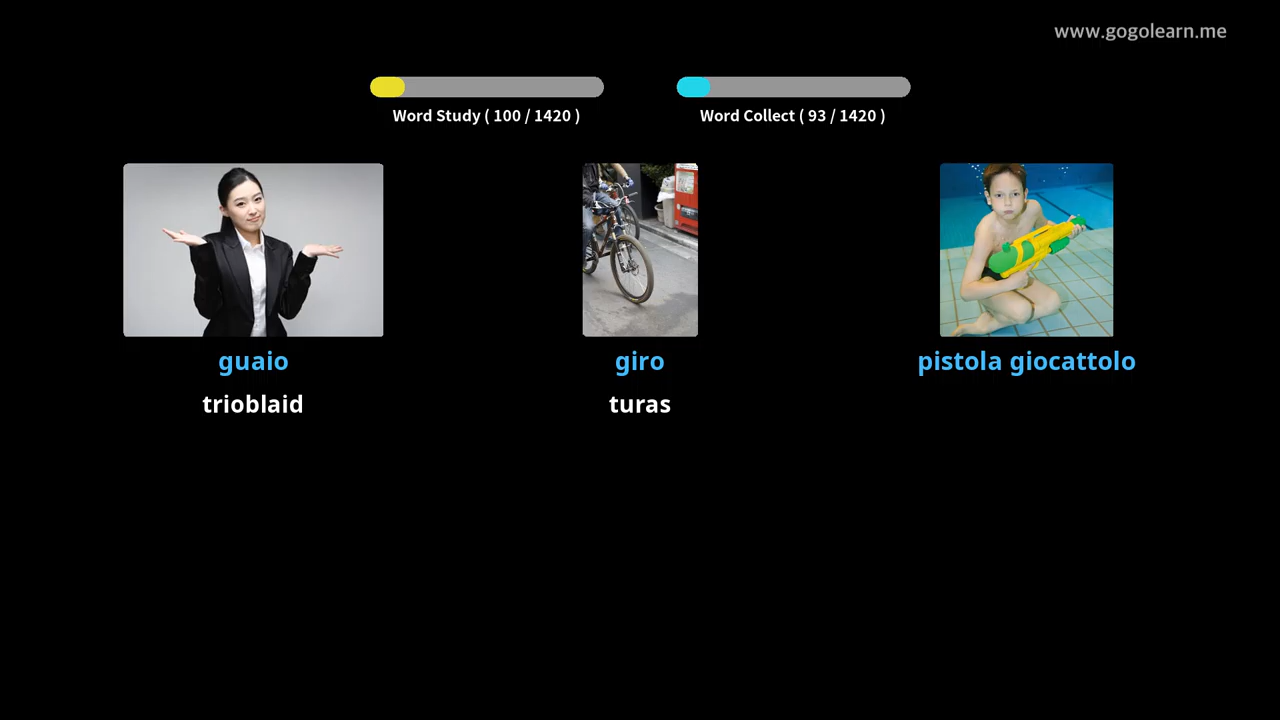 www.gogolearn.me
Word Study ( 100 / 1420 )
Word Collect ( 93 / 1420 )
guaio
giro
pistola giocattolo
trioblaid
turas